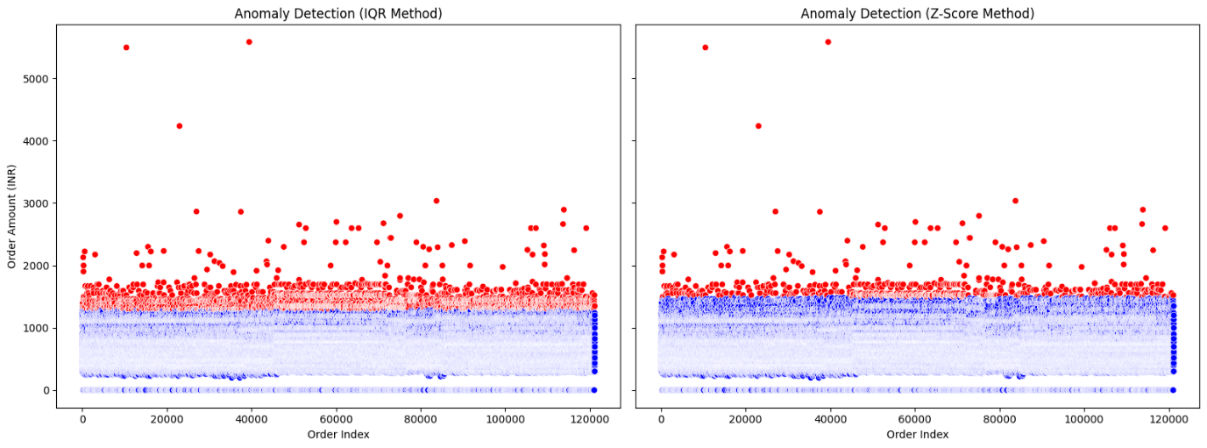 Anomaly Detection (IQR Method)
Anomaly Detection (Z-Score Method)
Order Amount (INR)
5000
4000
3000
2000
1000
0
0 20000 40000 60000 80000 100000 120000
0 20000 40000 60000 80000 100000 120000
Order Index
Order Index